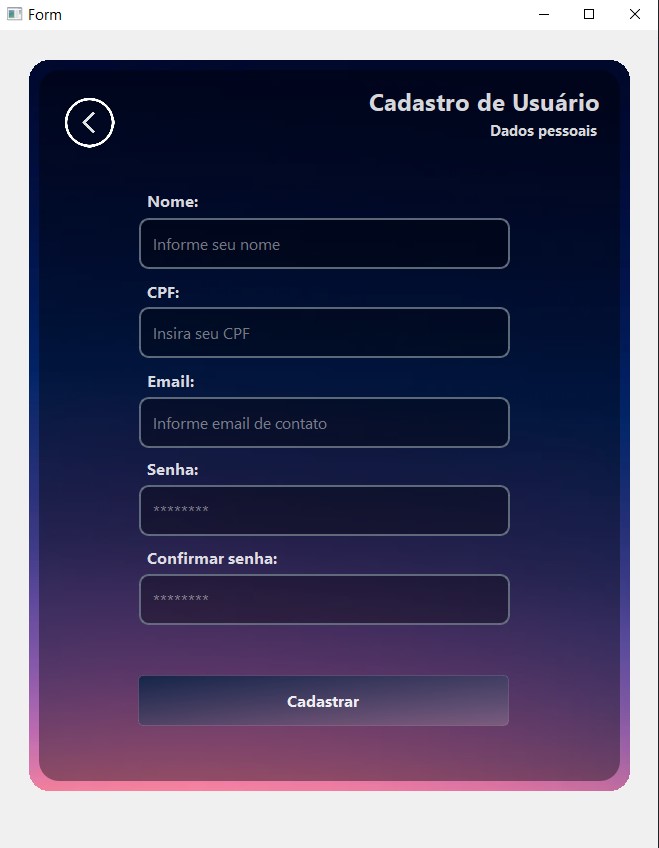 Form
Cadastro de Usuário
Dados pessoais
Nome:
Informe seu nome
CPF:
Insira seu CPF
Email:
Informe email de contato
Senha:
********
Confirmar senha:
********
Cadastrar